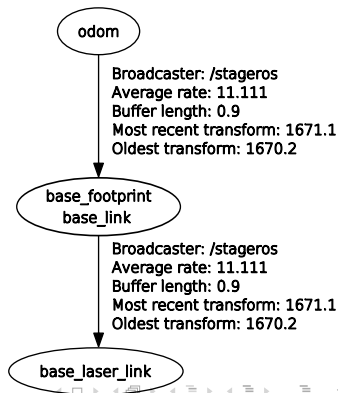 odom
Broadcaster: /stageros
Average rate: 11.111
Buffer length: 0.9
Most recent transform: 1671.1
Oldest transform: 1670.2
base_footprint
base_link
Broadcaster: /stageros
Average rate: 11.111
Buffer length: 0.9
Most recent transform: 1671.1
Oldest transform: 1670.2
base_laser_link